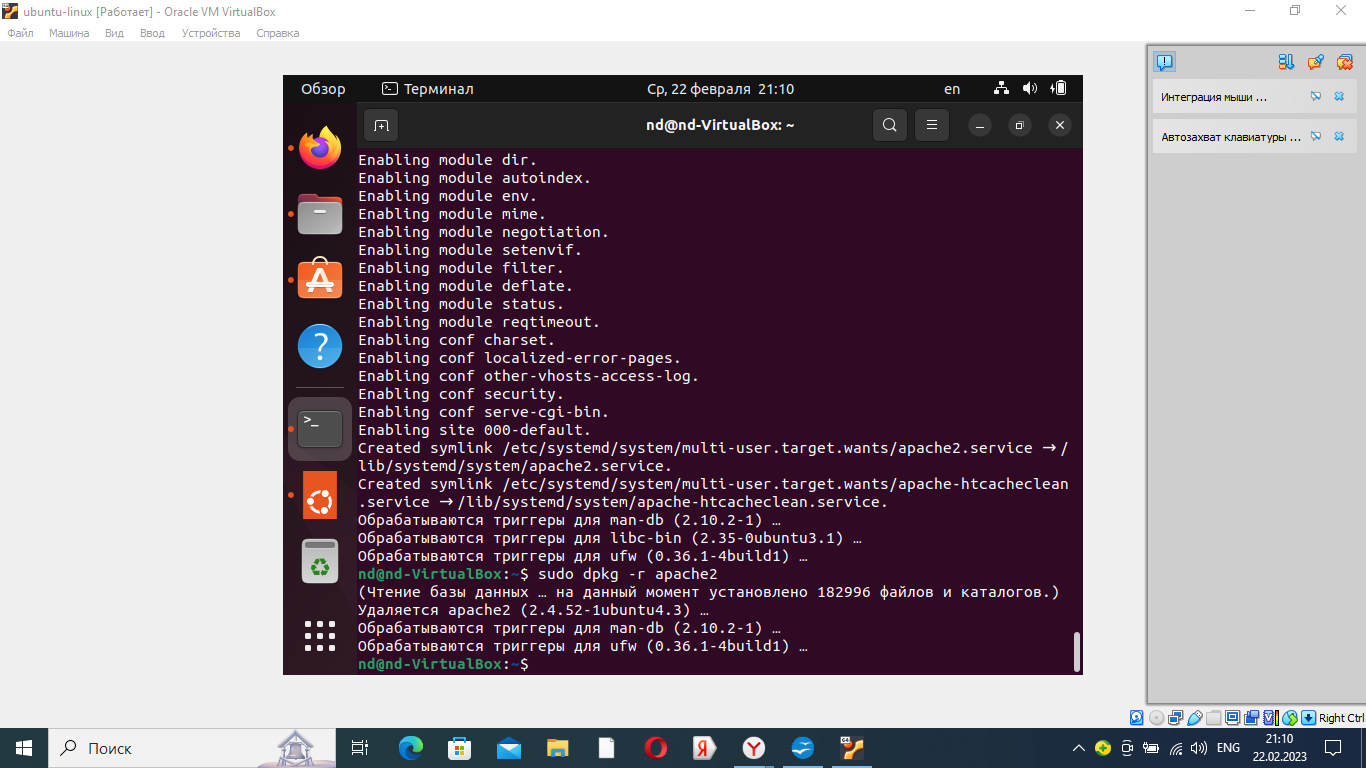 ubuntu-linux [Работает] - Oracle VM VirtualBox
Файл Машина Вид Ввод Устройства Справка
Интеграция мыши ...
Автозахват клавиатуры ...
Обзор Терминал Ср, 22 февраля 21:10 en
nd@nd-VirtualBox: ~
Enabling module dir.
Enabling module autoindex.
Enabling module env.
Enabling module mime.
Enabling module negotiation.
Enabling module setenvif.
Enabling module filter.
Enabling module deflate.
Enabling module status.
Enabling module reqtimeout.
Enabling conf charset.
Enabling conf localized-error-pages.
Enabling conf other-vhosts-access-log.
Enabling conf security.
Enabling conf serve-cgi-bin.
Enabling site 000-default.
Created symlink /etc/systemd/system/multi-user.target.wants/apache2.service → /
lib/systemd/system/apache2.service.
Created symlink /etc/systemd/system/multi-user.target.wants/apache-htcacheclean
.service → /lib/systemd/system/apache-htcacheclean.service.
Обрабатываются триггеры для man-db (2.10.2-1) …
Обрабатываются триггеры для libc-bin (2.35-0ubuntu3.1) …
Обрабатываются триггеры для ufw (0.36.1-4build1) …
nd@nd-VirtualBox:~$ sudo dpkg -r apache2
(Чтение базы данных … на данный момент установлено 182996 файлов и каталогов.)
Удаляется apache2 (2.4.52-1ubuntu4.3) …
Обрабатываются триггеры для man-db (2.10.2-1) …
Обрабатываются триггеры для ufw (0.36.1-4build1) …
nd@nd-VirtualBox:~$
Right Ctrl
Поиск
ENG
21:10
22.02.2023